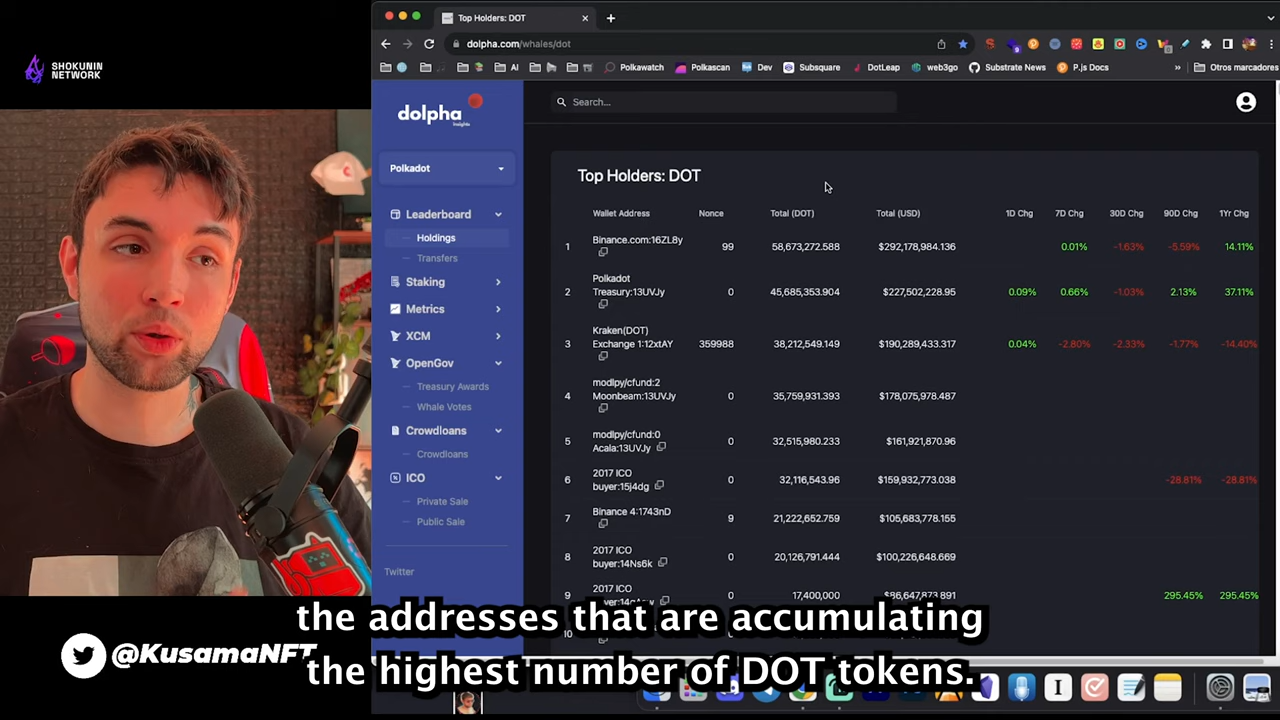 SHOKUNIN
NETWORK
Top Holders: DOT
dolpha.com/whales/dot
AI
Polkawatch
Polkascan
Dev
Subsquare
DotLeap
web3go
Substrate News
P.js Docs
Otros marcadores
dolpha
insights
Search...
Polkadot
Leaderboard
Holdings
Transfers
Staking
Metrics
XCM
OpenGov
Treasury Awards
Whale Votes
Crowdloans
Crowdloans
ICO
Private Sale
Public Sale
Twitter
Top Holders: DOT
Wallet Address Nonce Total (DOT) Total (USD) 1D Chg 7D Chg 30D Chg 90D Chg 1Yr Chg
1 Binance.com:16ZL8y 99 58,673,272.588 $292,178,984.136 0.01% -1.63% -5.59% 14.11%
Polkadot
2 Treasury:13UVJy 0 45,685,353.904 $227,502,228.95 0.09% 0.66% -1.03% 2.13% 37.11%
Kraken(DOT)
3 Exchange 1:12xtAY 359988 38,212,549.149 $190,289,433.317 0.04% -2.80% -2.33% -1.77% -14.40%
modlpy/cfund:2
4 Moonbeam:13UVJy 0 35,759,931.393 $178,075,978.487
modlpy/cfund:0
5 Acala:13UVJy 0 32,515,980.233 $161,921,870.96
2017 ICO
6 buyer:15j4dg 0 32,116,543.96 $159,932,773.038 -28.81% -28.81%
7 Binance 4:1743nD 9 21,222,652.759 $105,683,778.155
2017 ICO
8 buyer:14Ns6k 0 20,126,791.444 $100,226,648.669
2017 ICO
9 0 17,400,000 $86,647,873.891 295.45% 295.45%
10
the addresses that are accumulating
the highest number of DOT tokens.
@KusamaNFT